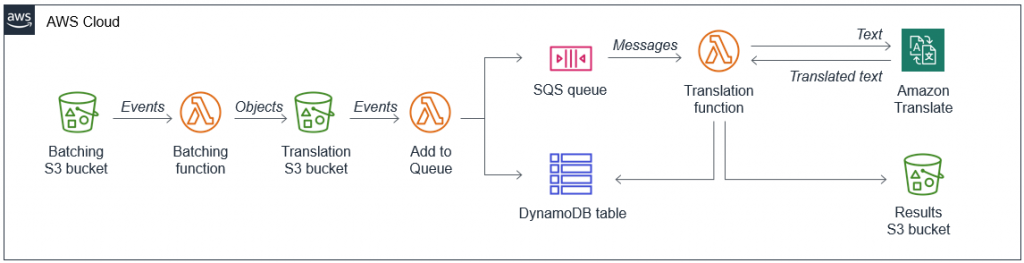 aws
AWS Cloud
Events
Objects
Events
Messages
Text
Translated text
Batching
S3 bucket
Batching
function
Translation
S3 bucket
Add to
Queue
SQS queue
Translation
function
Amazon
Translate
DynamoDB table
Results
S3 bucket